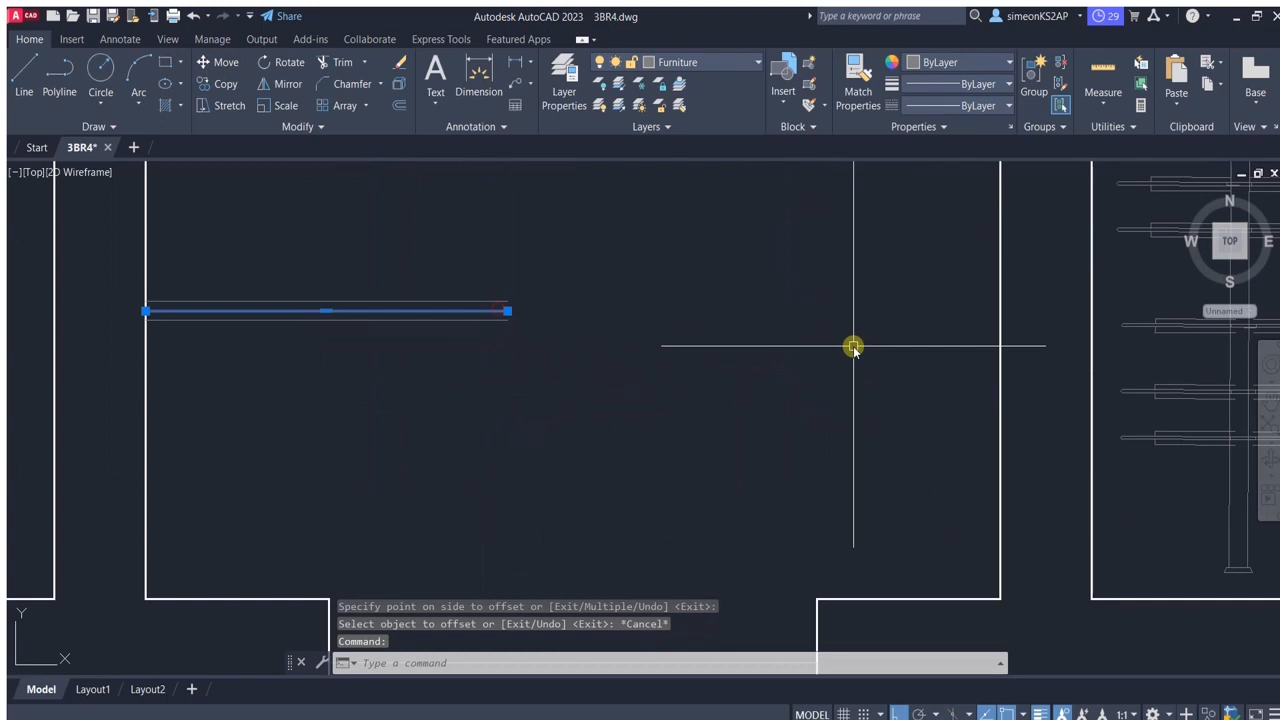 CAD
Share
Autodesk AutoCAD 2023 3BR4.dwg
Type a keyword or phrase
simeonKS2AP
29
Home Insert Annotate View Manage Output Add-ins Collaborate Express Tools Featured Apps
Move Rotate Trim
Copy Mirror Chamfer
Stretch Scale Array
Line Polyline Circle Arc
Text Dimension
Layer
Properties
Furniture
Insert
Match
Properties
ByLayer
ByLayer
ByLayer
Group
Measure
Paste
Base
Draw Modify Annotation Layers Block Properties Groups Utilities Clipboard View
Start 3BR4*
[−][Top][2D Wireframe]
N
W TOP E
S
Unnamed
Y
X
Specify point on side to offset or [Exit/Multiple/Undo] <Exit>:
Select object to offset or [Exit/Undo] <Exit>: *Cancel*
Command:
Type a command
Model Layout1 Layout2
MODEL 1:1